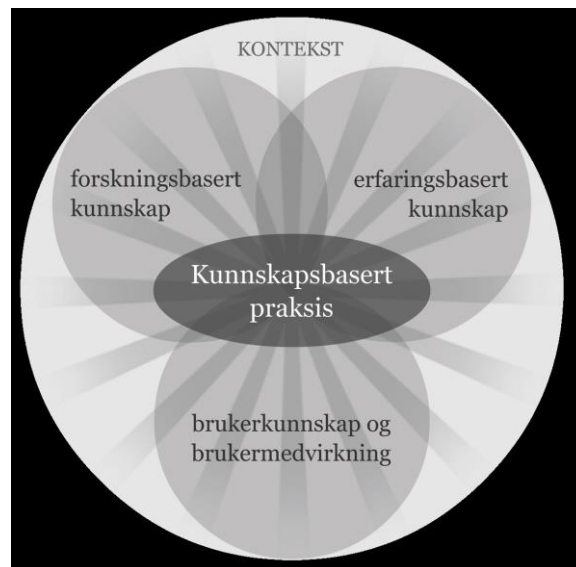 KONTEKST
forskningsbasert
kunnskap
erfaringsbasert
kunnskap
Kunnskapsbasert
praksis
brukerkunnskap og
brukermedvirkning